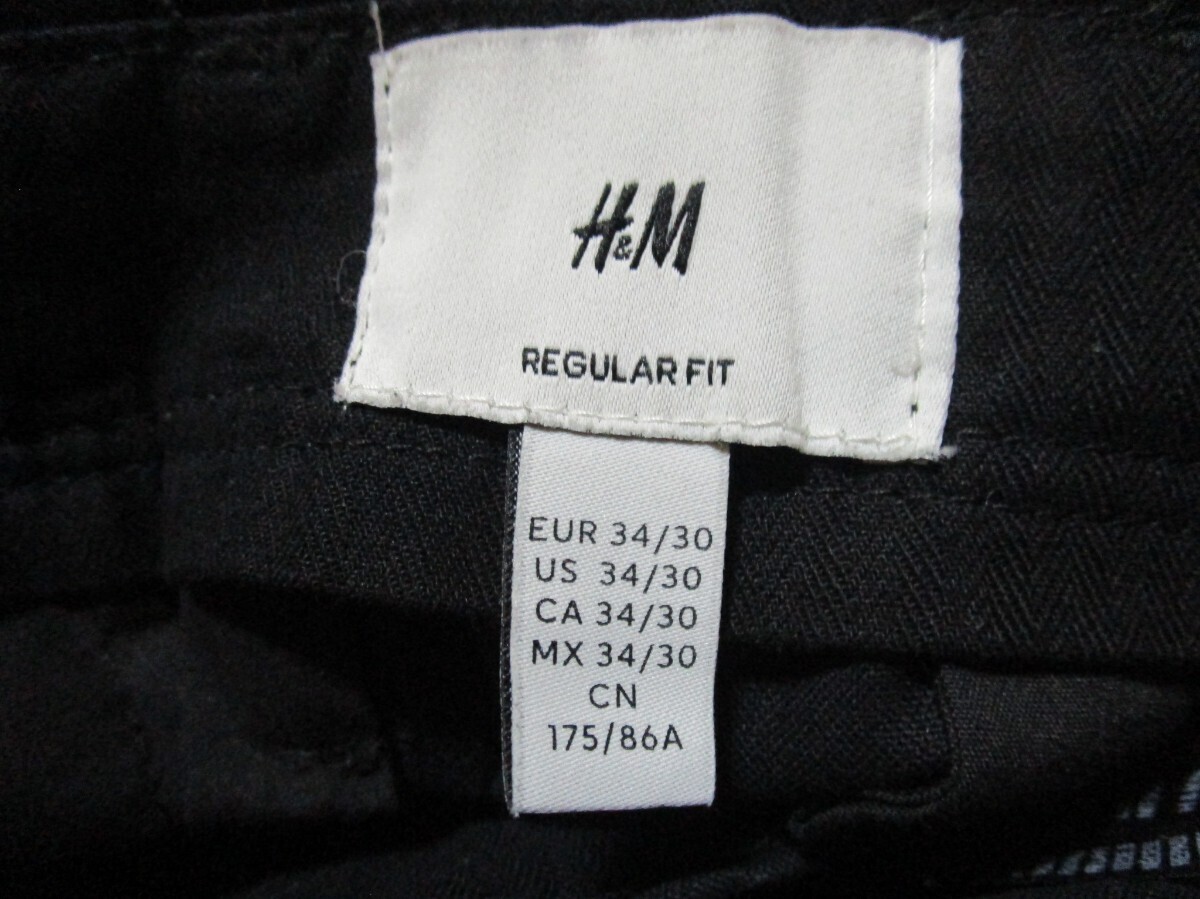 H&M
REGULAR FIT
EUR 34/30
US 34/30
CA 34/30
MX 34/30
CN
175/86A